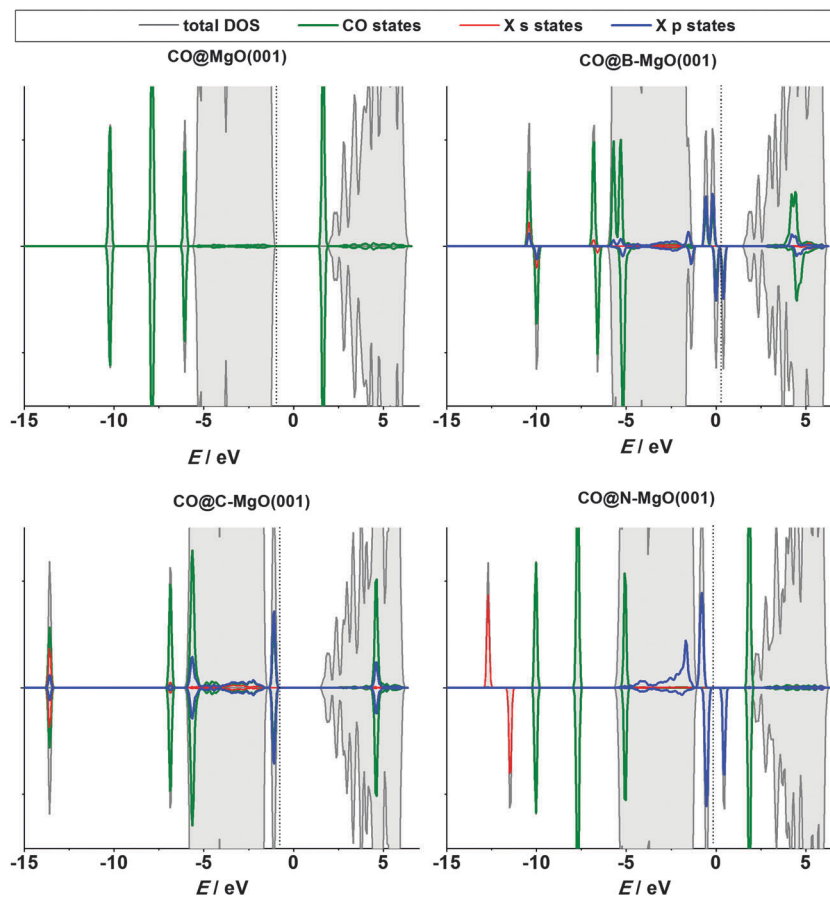 total DOS CO states X s states X p states
CO@MgO(001) CO@B-MgO(001)
-15 -10 -5 0 5 -15 -10 -5 0 5
E / eV E / eV
CO@C-MgO(001) CO@N-MgO(001)
-15 -10 -5 0 5 -15 -10 -5 0 5
E / eV E / eV